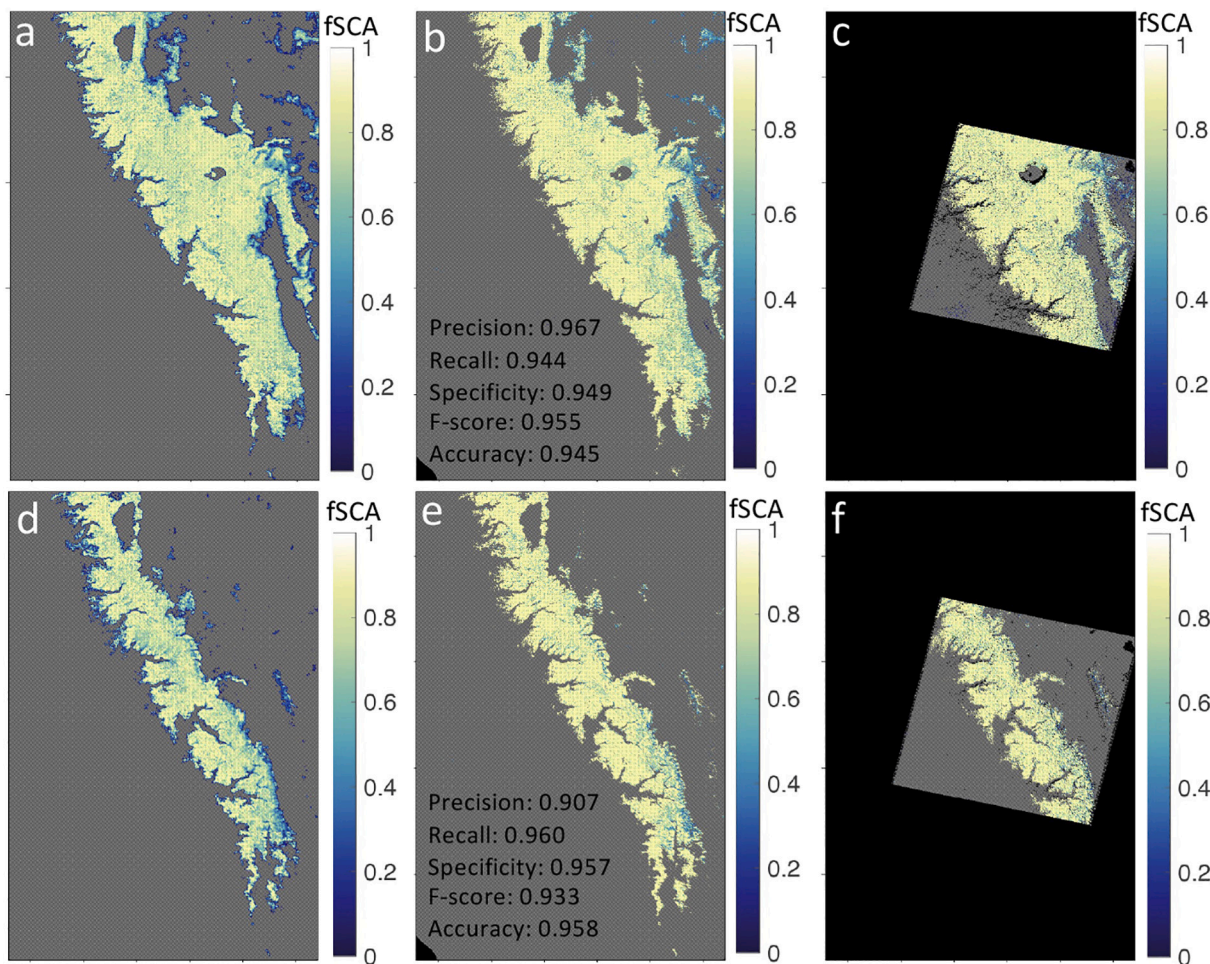 a
fSCA
1
0.8
0.6
0.4
0.2
0
b
fSCA
1
0.8
0.6
0.4
0.2
0
Precision: 0.967
Recall: 0.944
Specificity: 0.949
F-score: 0.955
Accuracy: 0.945
c
fSCA
1
0.8
0.6
0.4
0.2
0
d
fSCA
1
0.8
0.6
0.4
0.2
0
e
fSCA
1
0.8
0.6
0.4
0.2
0
Precision: 0.907
Recall: 0.960
Specificity: 0.957
F-score: 0.933
Accuracy: 0.958
f
fSCA
1
0.8
0.6
0.4
0.2
0